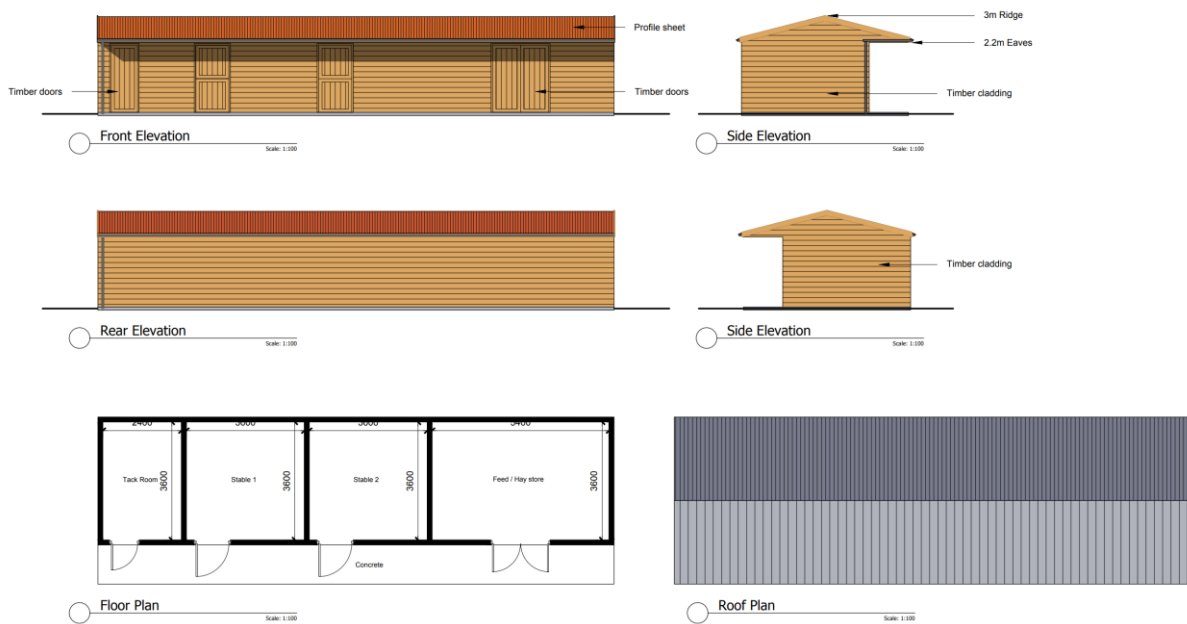 Profile sheet
3m Ridge
2.2m Eaves
Timber doors
Timber doors
Timber cladding
Front Elevation
Scale: 1:100
Side Elevation
Scale: 1:100
Timber cladding
Rear Elevation
Scale: 1:100
Side Elevation
Scale: 1:100
2400
3600
3600
5400
Tack Room
3600
Stable 1
3600
Stable 2
3600
Feed / Hay store
3600
Concrete
Floor Plan
Scale: 1:100
Roof Plan
Scale: 1:100